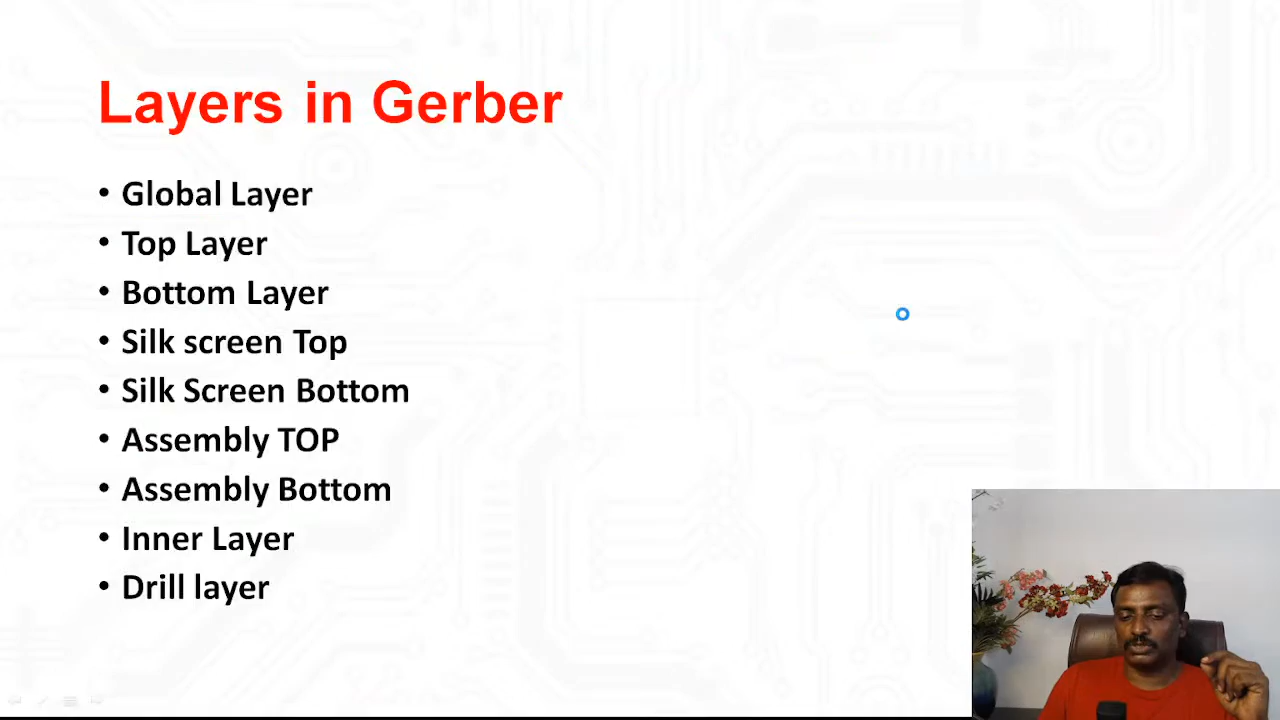 Layers in Gerber
• Global Layer
• Top Layer
• Bottom Layer
• Silk screen Top
• Silk Screen Bottom
• Assembly TOP
• Assembly Bottom
• Inner Layer
• Drill layer